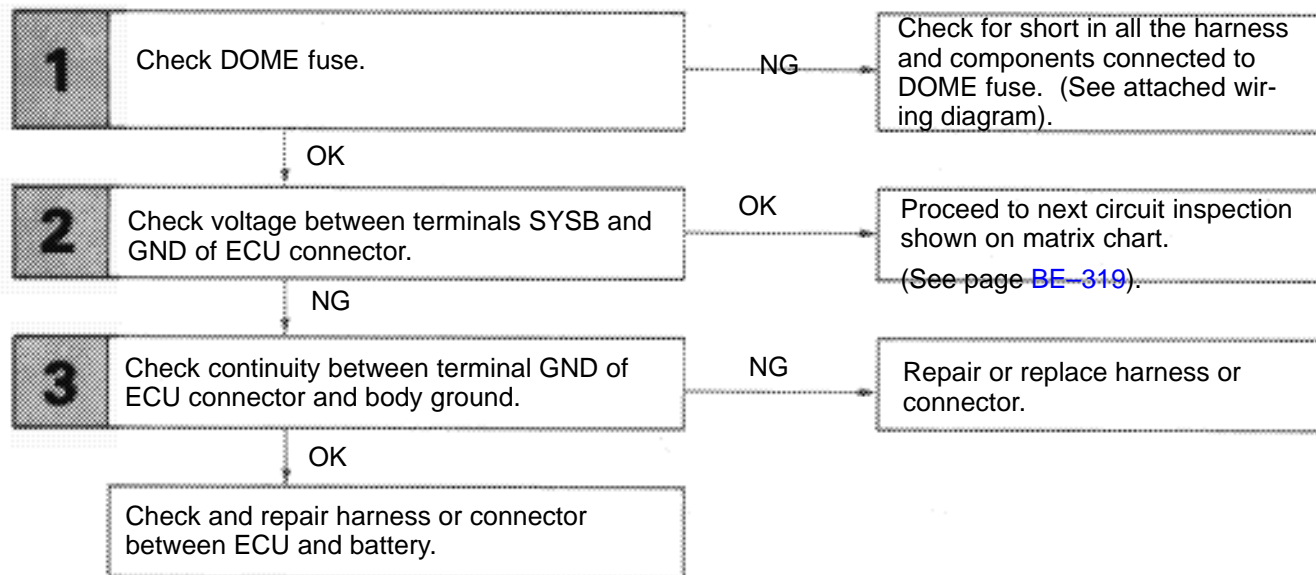 1
Check DOME fuse.
NG
Check for short in all the harness
and components connected to
DOME fuse. (See attached wir-
ing diagram).
OK
2
Check voltage between terminals SYSB and
GND of ECU connector.
OK
Proceed to next circuit inspection
shown on matrix chart.
(See page BE–319).
NG
3
Check continuity between terminal GND of
ECU connector and body ground.
NG
Repair or replace harness or
connector.
OK
Check and repair harness or connector
between ECU and battery.